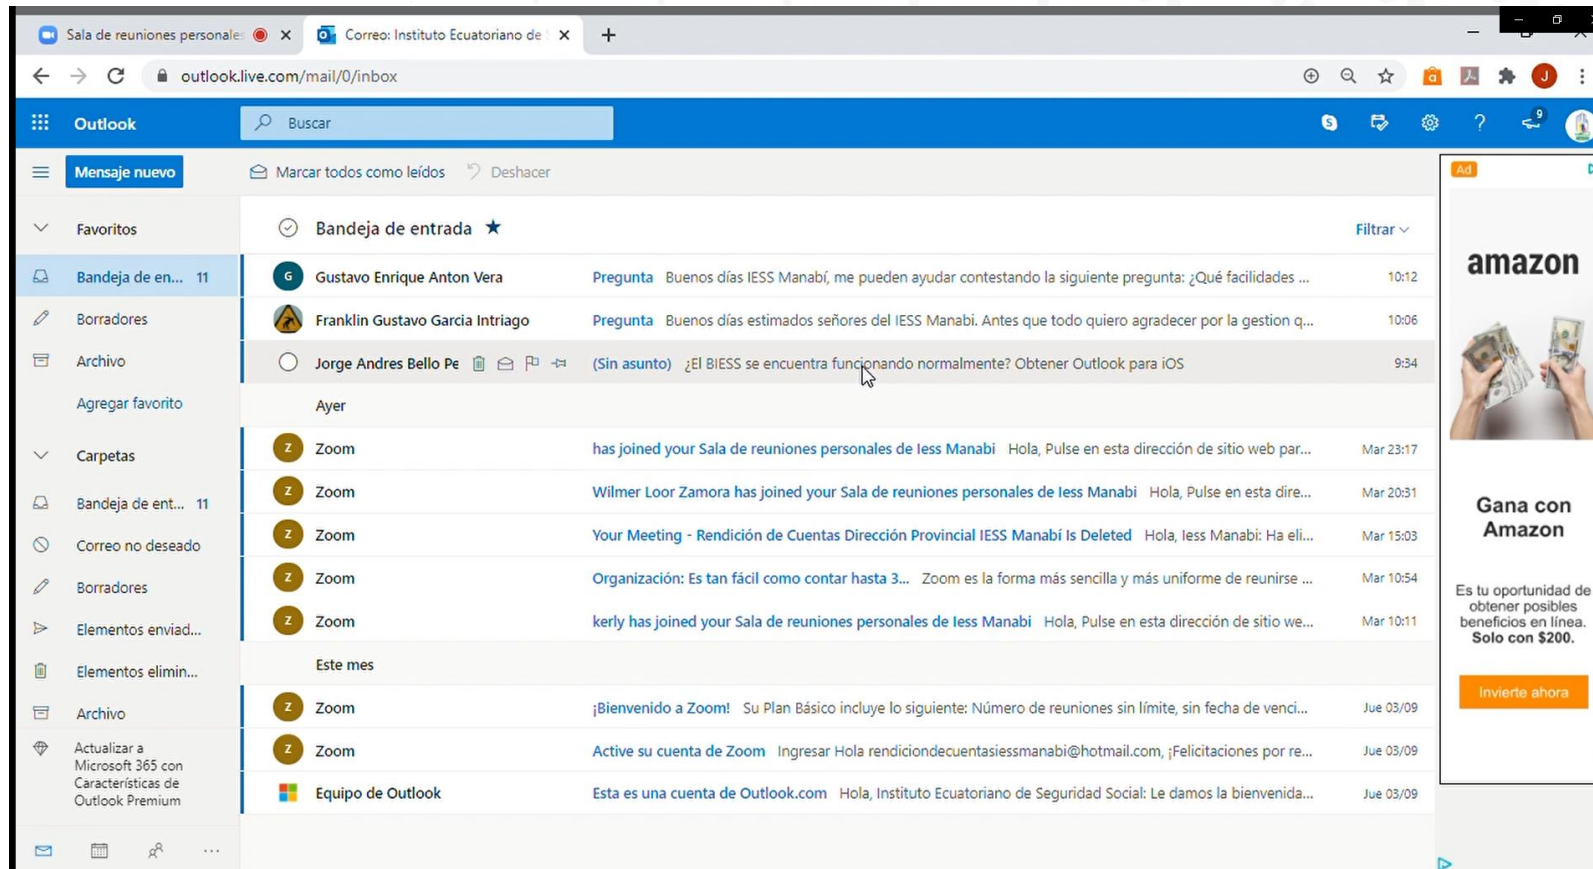 Sala de reuniones personale
Correo: Instituto Ecuatoriano de
outlook.live.com/mail/0/inbox
J
Outlook
Buscar
9
Mensaje nuevo
Marcar todos como leídos
Deshacer
Favoritos
Bandeja de en... 11
Borradores
Archivo
Agregar favorito
Carpetas
Bandeja de ent... 11
Correo no deseado
Borradores
Elementos enviad...
Elementos elimin...
Archivo
Actualizar a
Microsoft 365 con
Características de
Outlook Premium
Bandeja de entrada
Filtrar
G Gustavo Enrique Anton Vera Pregunta Buenos días IESS Manabí, me pueden ayudar contestando la siguiente pregunta: ¿Qué facilidades ... 10:12
Franklin Gustavo Garcia Intriago Pregunta Buenos días estimados señores del IESS Manabi. Antes que todo quiero agradecer por la gestion q... 10:06
Jorge Andres Bello Pe (Sin asunto) ¿El BIESS se encuentra funcionando normalmente? Obtener Outlook para iOS 9:34
Ayer
Z Zoom has joined your Sala de reuniones personales de Iess Manabi Hola, Pulse en esta dirección de sitio web par... Mar 23:17
Z Zoom Wilmer Loor Zamora has joined your Sala de reuniones personales de Iess Manabi Hola, Pulse en esta dire... Mar 20:31
Z Zoom Your Meeting - Rendición de Cuentas Dirección Provincial IESS Manabí Is Deleted Hola, Iess Manabi: Ha eli... Mar 15:03
Z Zoom Organización: Es tan fácil como contar hasta 3... Zoom es la forma más sencilla y más uniforme de reunirse ... Mar 10:54
Z Zoom kerly has joined your Sala de reuniones personales de Iess Manabi Hola, Pulse en esta dirección de sitio we... Mar 10:11
Este mes
Z Zoom ¡Bienvenido a Zoom! Su Plan Básico incluye lo siguiente: Número de reuniones sin límite, sin fecha de venci... Jue 03/09
Z Zoom Active su cuenta de Zoom Ingresar Hola rendiciondecuentasiessmanabi@hotmail.com, ¡Felicitaciones por re... Jue 03/09
Equipo de Outlook Esta es una cuenta de Outlook.com Hola, Instituto Ecuatoriano de Seguridad Social: Le damos la bienvenida... Jue 03/09
Ad
amazon
Gana con
Amazon
Es tu oportunidad de
obtener posibles
beneficios en línea.
Solo con $200.
Invierte ahora